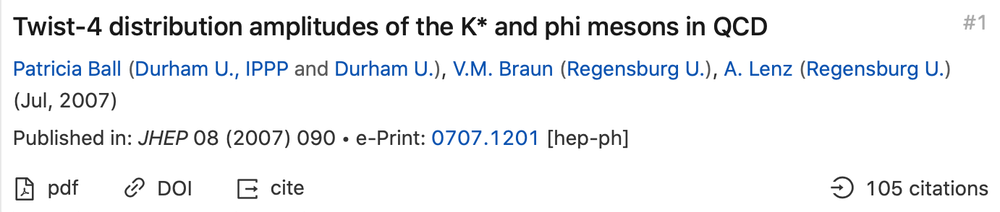 Twist-4 distribution amplitudes of the K* and phi mesons in QCD #1
Patricia Ball (Durham U., IPPP and Durham U.), V.M. Braun (Regensburg U.), A. Lenz (Regensburg U.)
(Jul, 2007)
Published in: JHEP 08 (2007) 090 • e-Print: 0707.1201 [hep-ph]
pdf DOI cite 105 citations